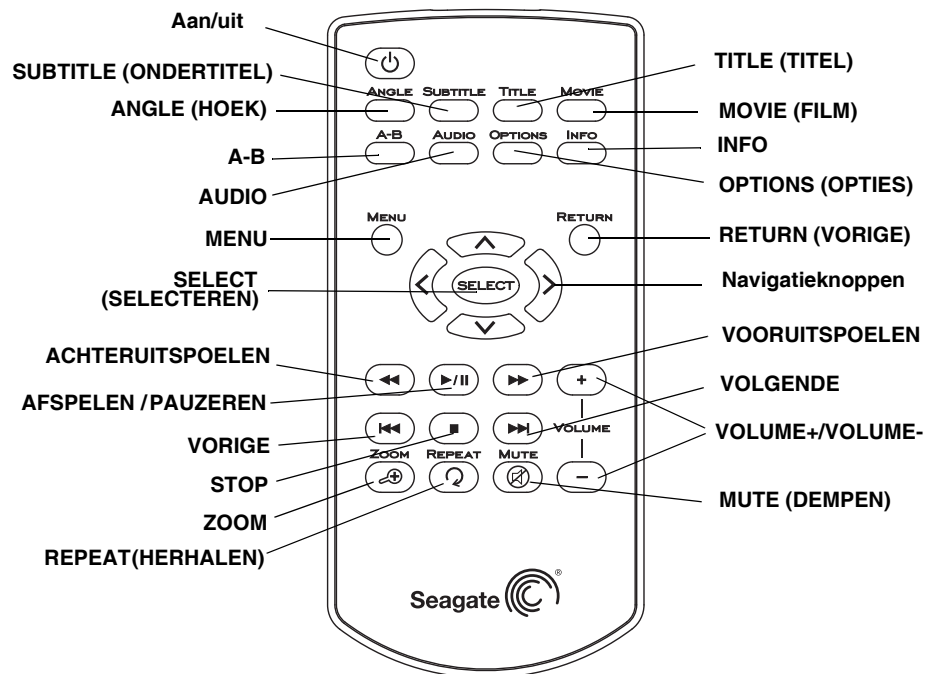 Aan/uit
SUBTITLE (ONDERTITEL)
ANGLE (HOEK)
A-B
AUDIO
MENU
SELECT
(SELECTEREN)
ACHTERUITSPOELEN
AFSPELEN /PAUZEREN
VORIGE
STOP
ZOOM
REPEAT(HERHALEN)
ANGLE SUBTITLE TITLE MOVIE
A-B AUDIO OPTIONS INFO
MENU RETURN
SELECT
VOLUME
ZOOM REPEAT MUTE
Seagate ®
TITLE (TITEL)
MOVIE (FILM)
INFO
OPTIONS (OPTIES)
RETURN (VORIGE)
Navigatieknoppen
VOORUITSPOELEN
VOLGENDE
VOLUME+/VOLUME-
MUTE (DEMPEN)